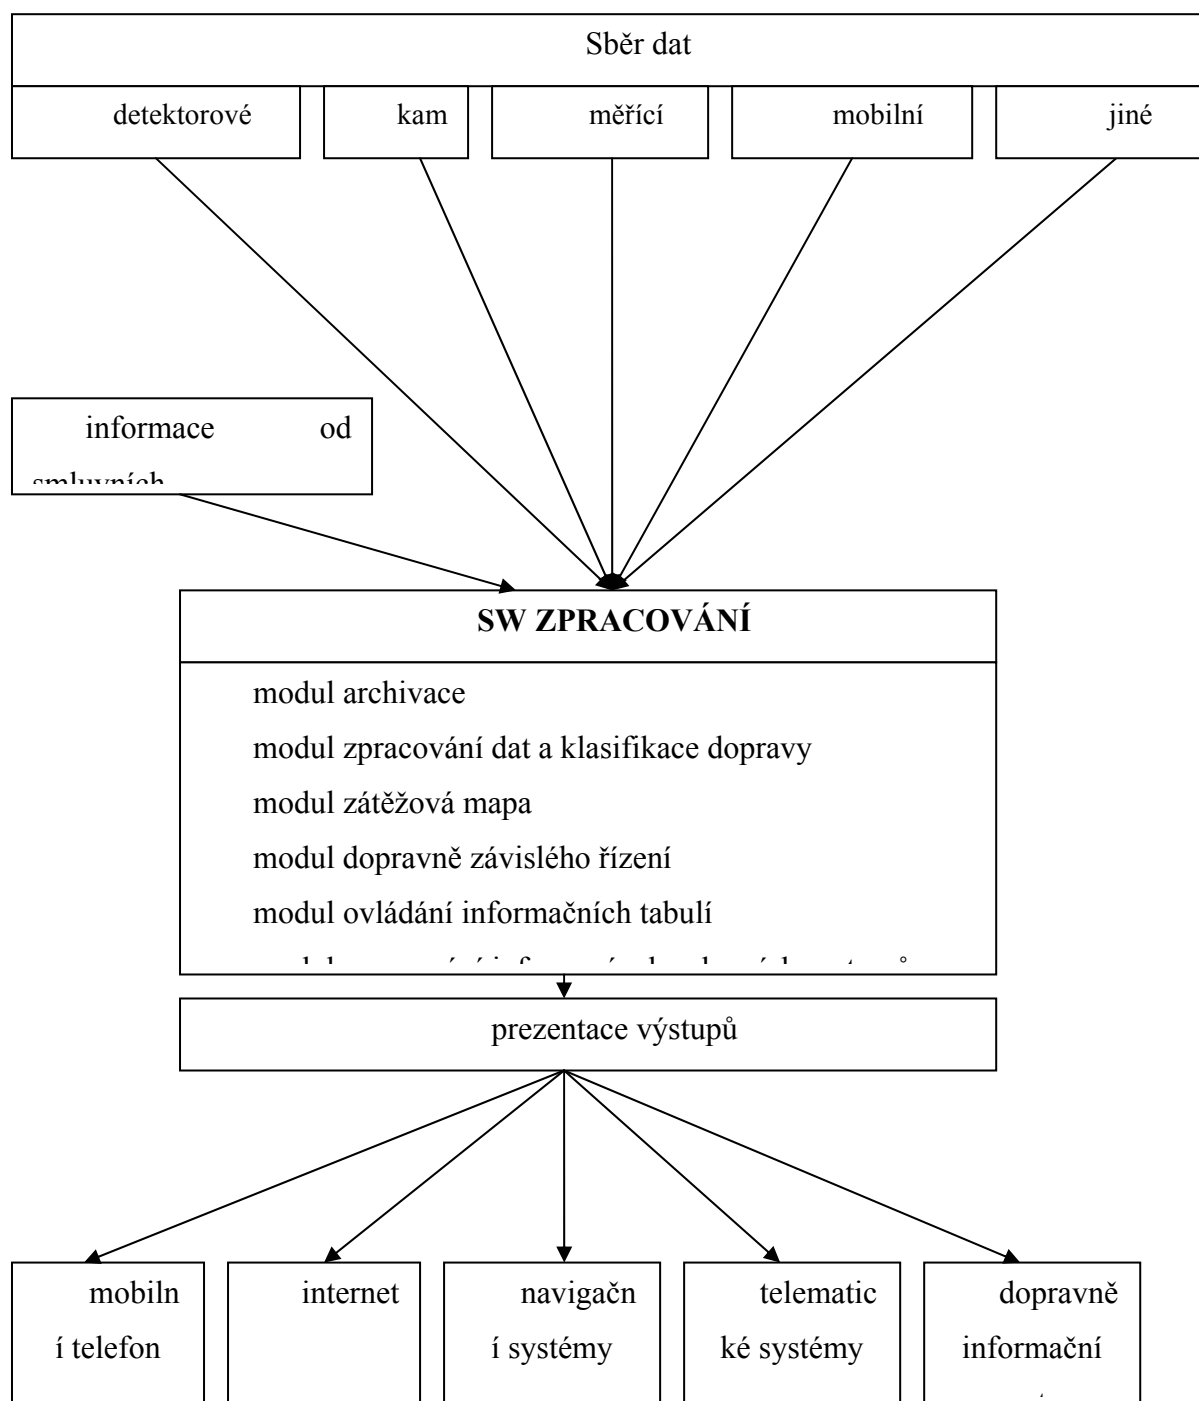 Sběr dat
detektorové kam měřící mobilní jiné
informace od
smluvních
SW ZPRACOVÁNÍ
modul archivace
modul zpracování dat a klasifikace dopravy
modul zátěžová mapa
modul dopravně závislého řízení
modul ovládání informačních tabulí
prezentace výstupů
mobiln internet navigačn telematic dopravně
í telefon í systémy ké systémy informační